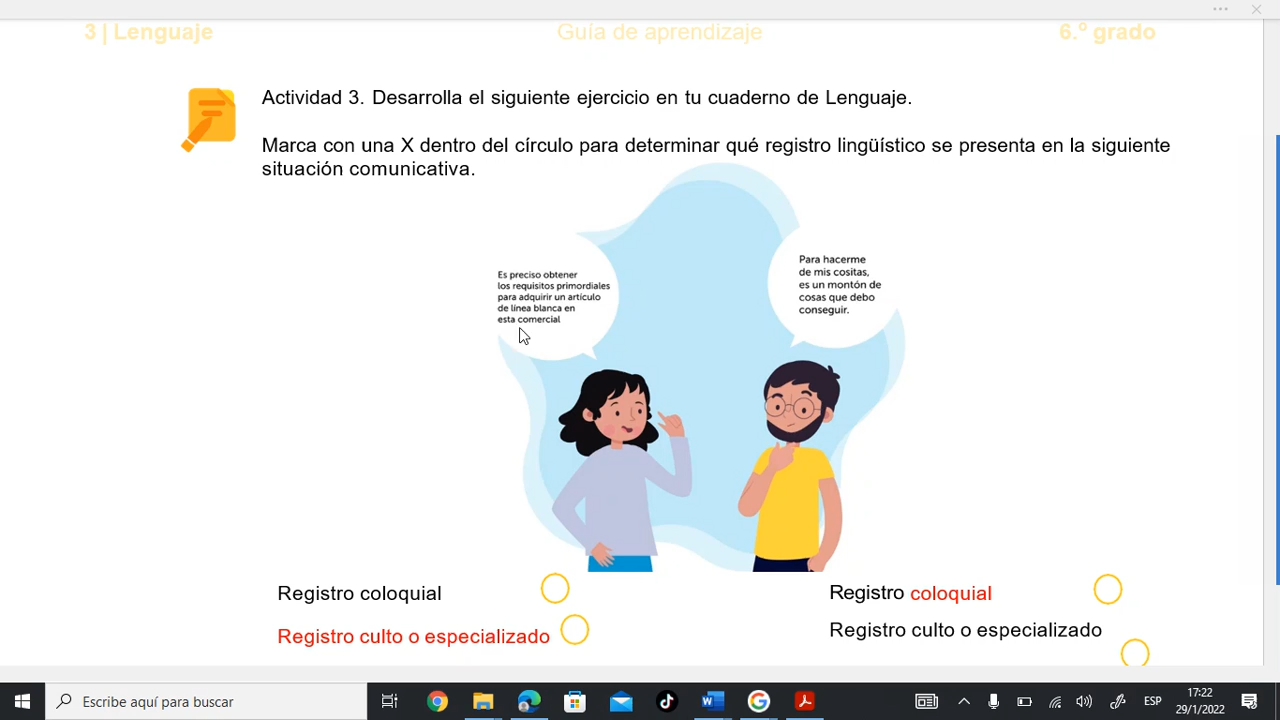 3 | Lenguaje Guía de aprendizaje 6.º grado
Actividad 3. Desarrolla el siguiente ejercicio en tu cuaderno de Lenguaje.
Marca con una X dentro del círculo para determinar qué registro lingüístico se presenta en la siguiente
situación comunicativa.
Es preciso obtener
los requisitos primordiales
para adquirir un artículo
de línea blanca en
esta comercial
Para hacerme
de mis cositas,
es un montón de
cosas que debo
conseguir.
Registro coloquial
Registro culto o especializado
Registro coloquial
Registro culto o especializado
Escribe aquí para buscar
ESP
17:22
29/1/2022